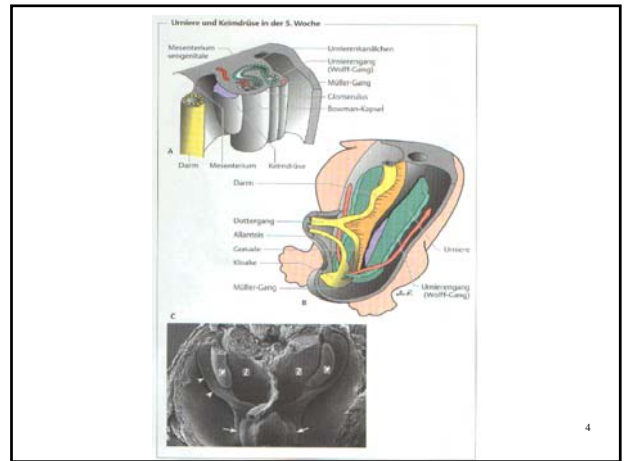 Urniere und Keimdrüse in der 5. Woche
Mesenterium
urogenitale
Urnierenkanälchen
Urnierengang
(Wolff-Gang)
Müller-Gang
Glomerulus
Bowman-Kapsel
A
Darm
Mesenterium
Keimdrüse
Darm
Dottergang
Allantois
Gonade
Kloake
Müller-Gang
B
Urniere
Urnierengang
(Wolff-Gang)
C
4